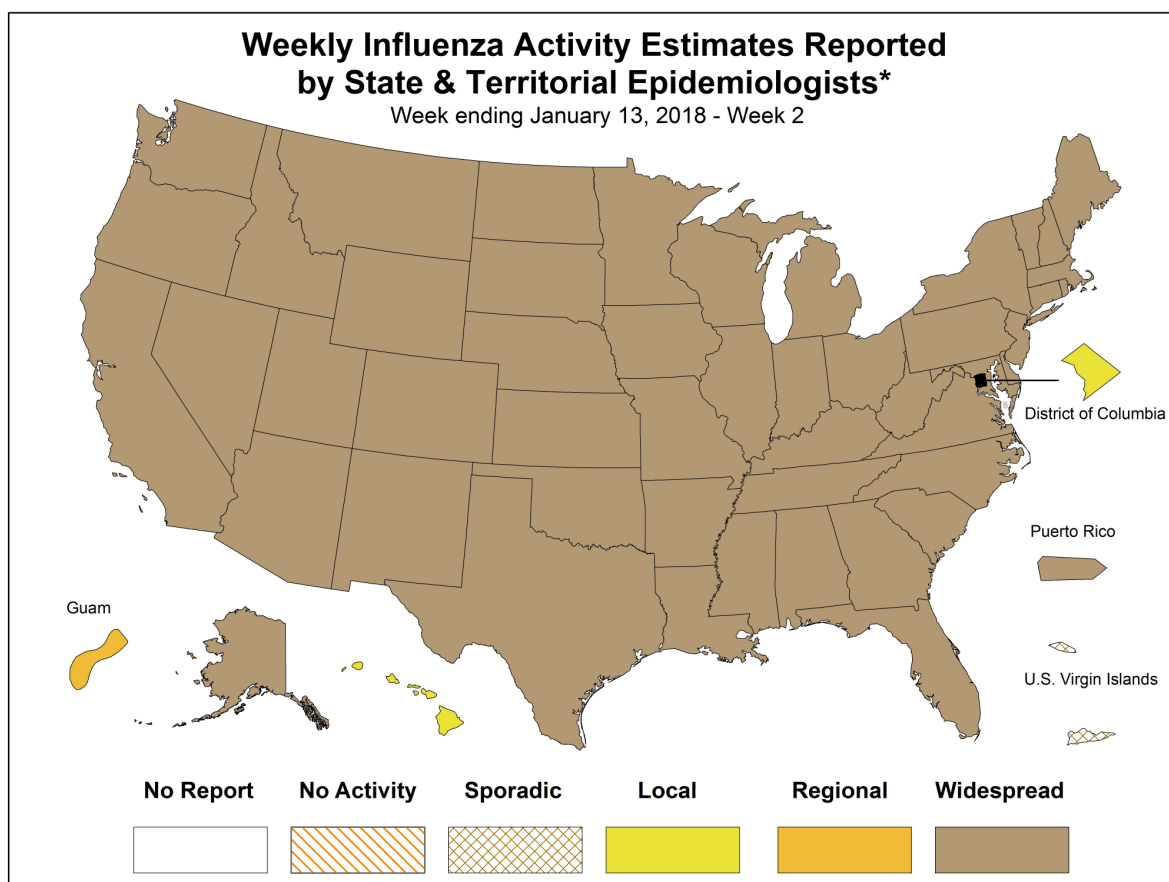 Weekly Influenza Activity Estimates Reported
by State & Territorial Epidemiologists*
Week ending January 13, 2018 - Week 2
District of Columbia
Puerto Rico
Guam
U.S. Virgin Islands
No Report
No Activity
Sporadic
Local
Regional
Widespread